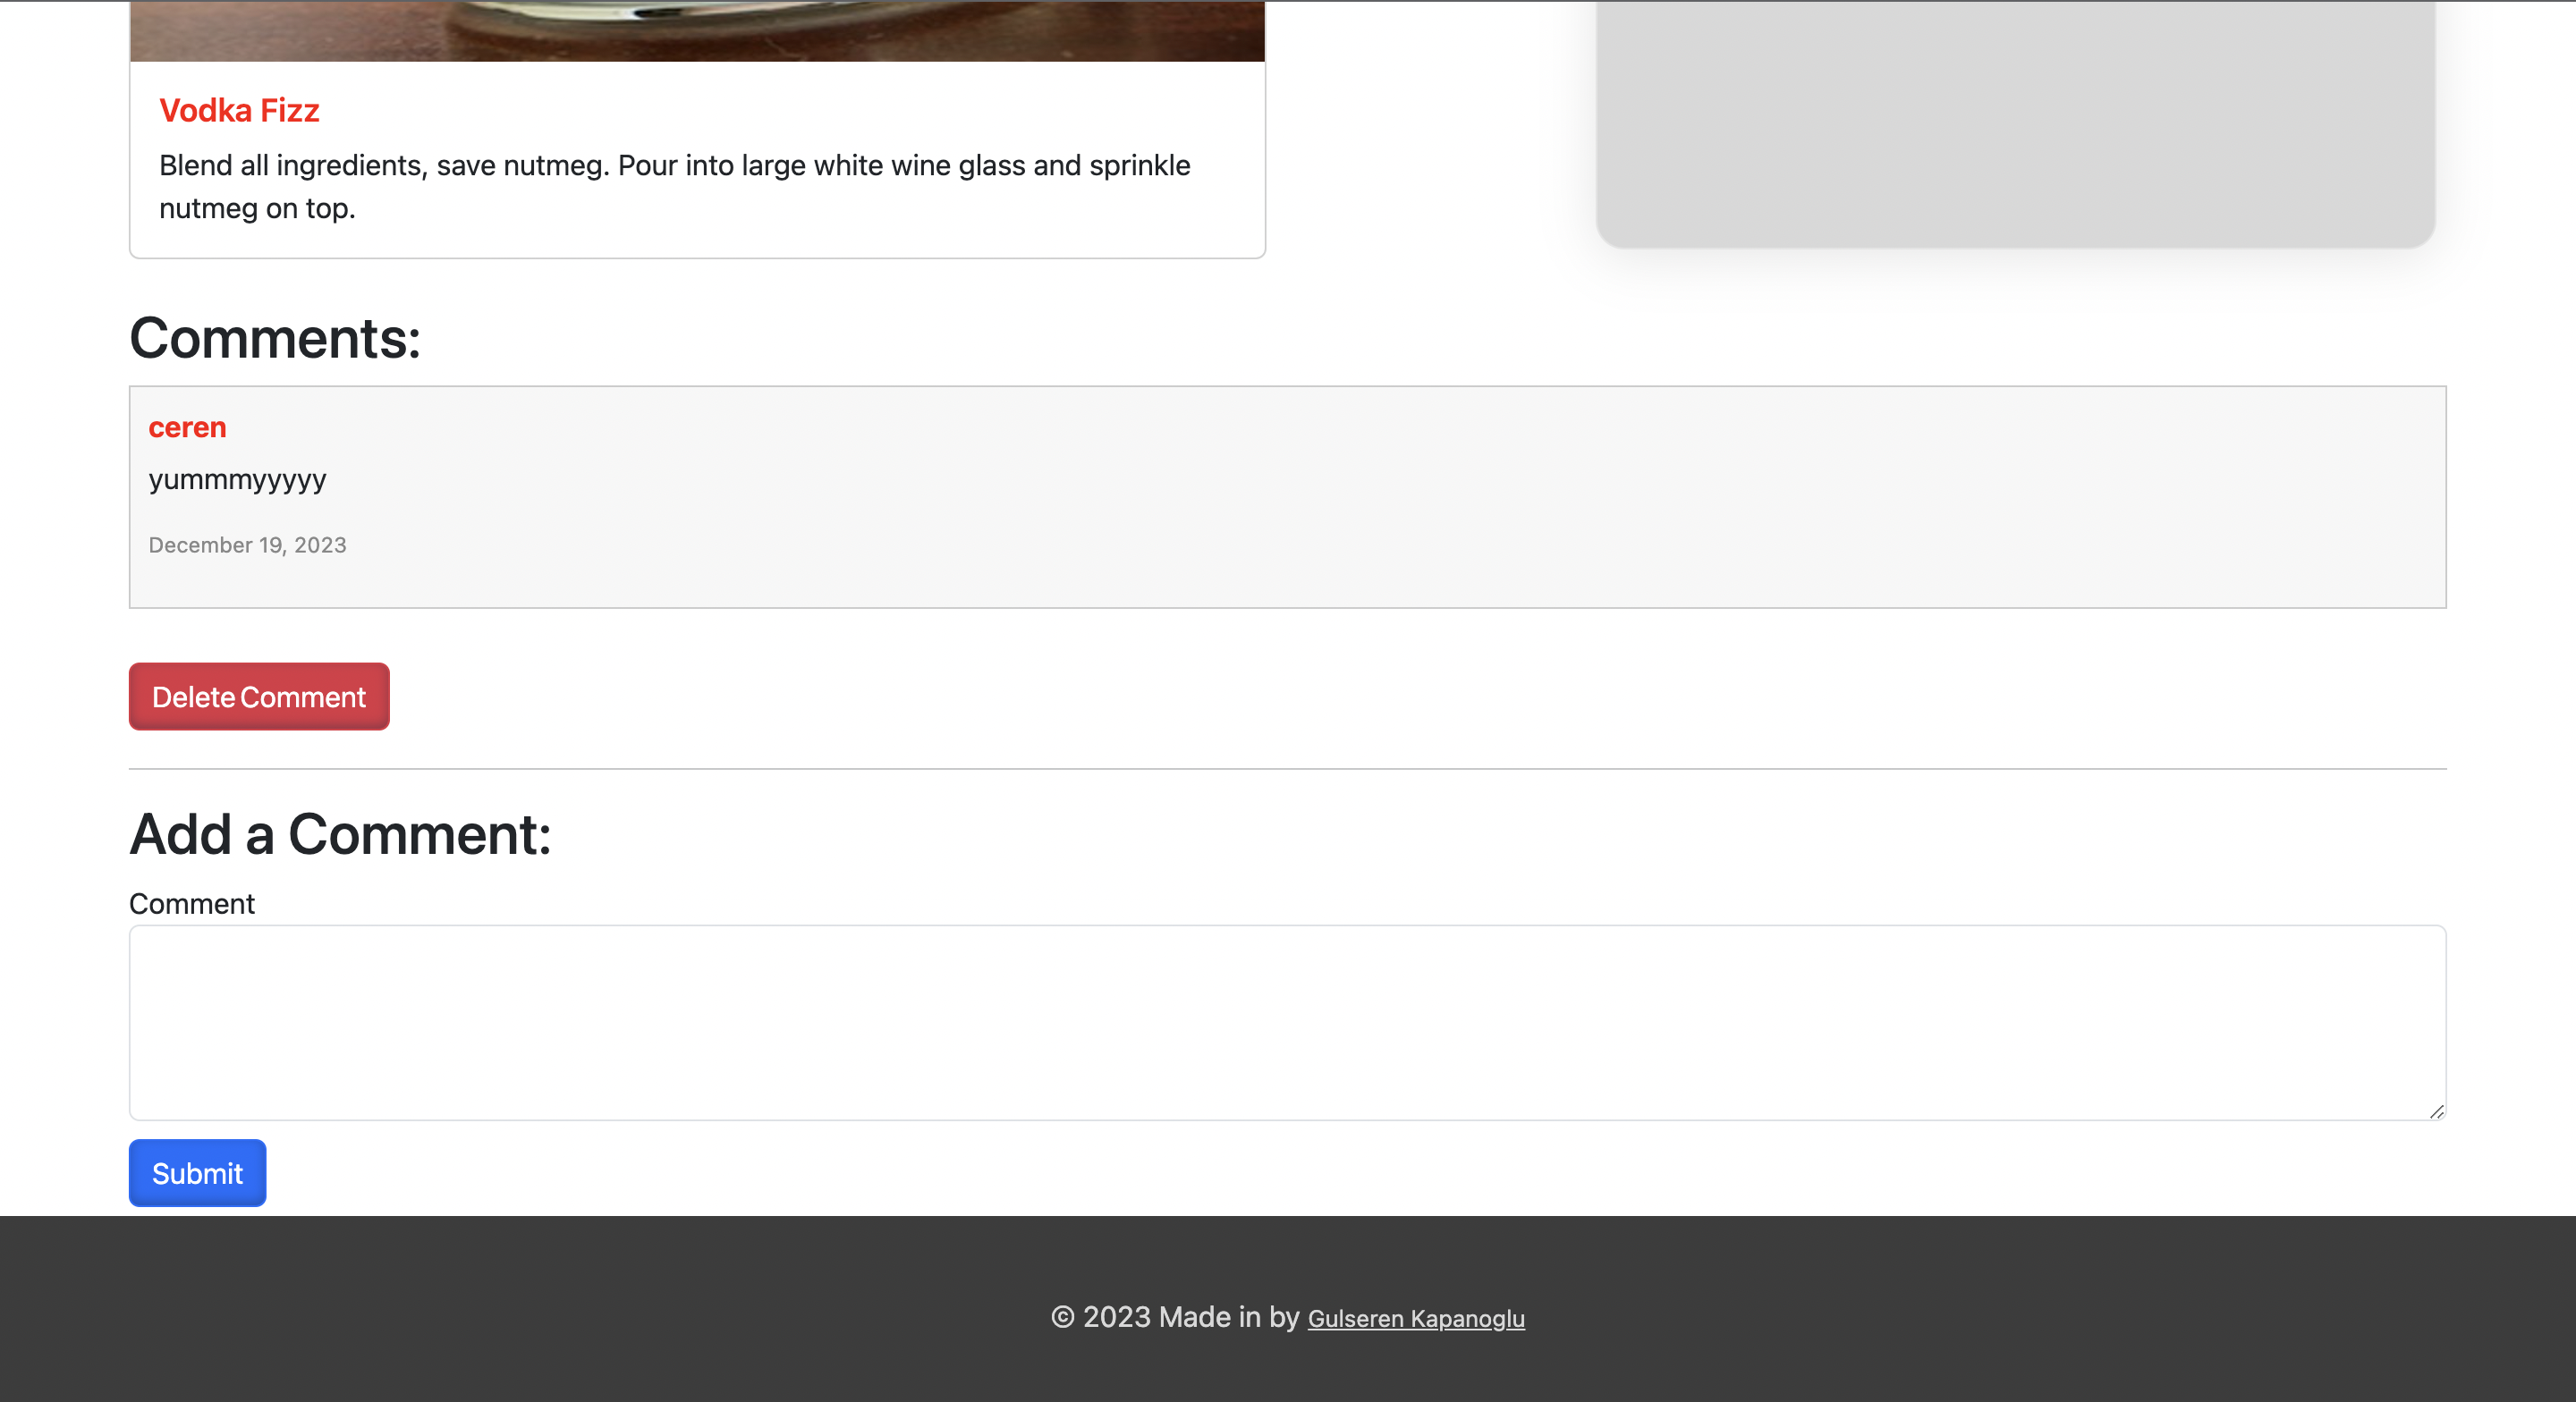 Vodka Fizz
Blend all ingredients, save nutmeg. Pour into large white wine glass and sprinkle
nutmeg on top.
Comments:
ceren
yummmyyyyy
December 19, 2023
Delete Comment
Add a Comment:
Comment
Submit
© 2023 Made in by Gulseren Kapanoglu